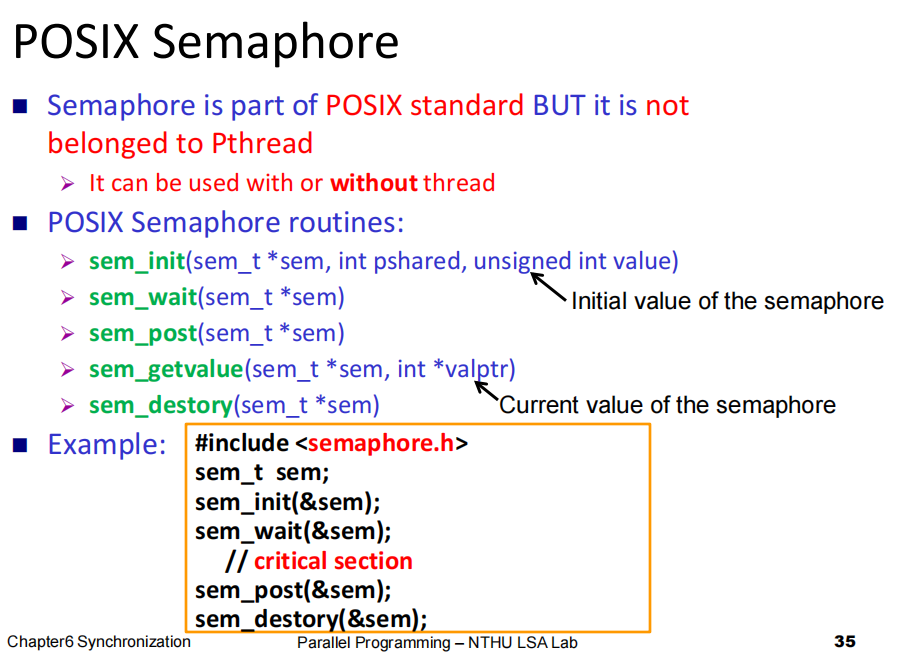 POSIX Semaphore
Semaphore is part of POSIX standard BUT it is not
belonged to Pthread
It can be used with or without thread
POSIX Semaphore routines:
sem_init(sem_t *sem, int pshared, unsigned int value)
Initial value of the semaphore
sem_wait(sem_t *sem)
sem_post(sem_t *sem)
sem_getvalue(sem_t *sem, int *valptr)
Current value of the semaphore
sem_destory(sem_t *sem)
Example:
#include <semaphore.h>
sem_t sem;
sem_init(&sem);
sem_wait(&sem);
// critical section
sem_post(&sem);
sem_destory(&sem);
Chapter6 Synchronization
Parallel Programming – NTHU LSA Lab
35